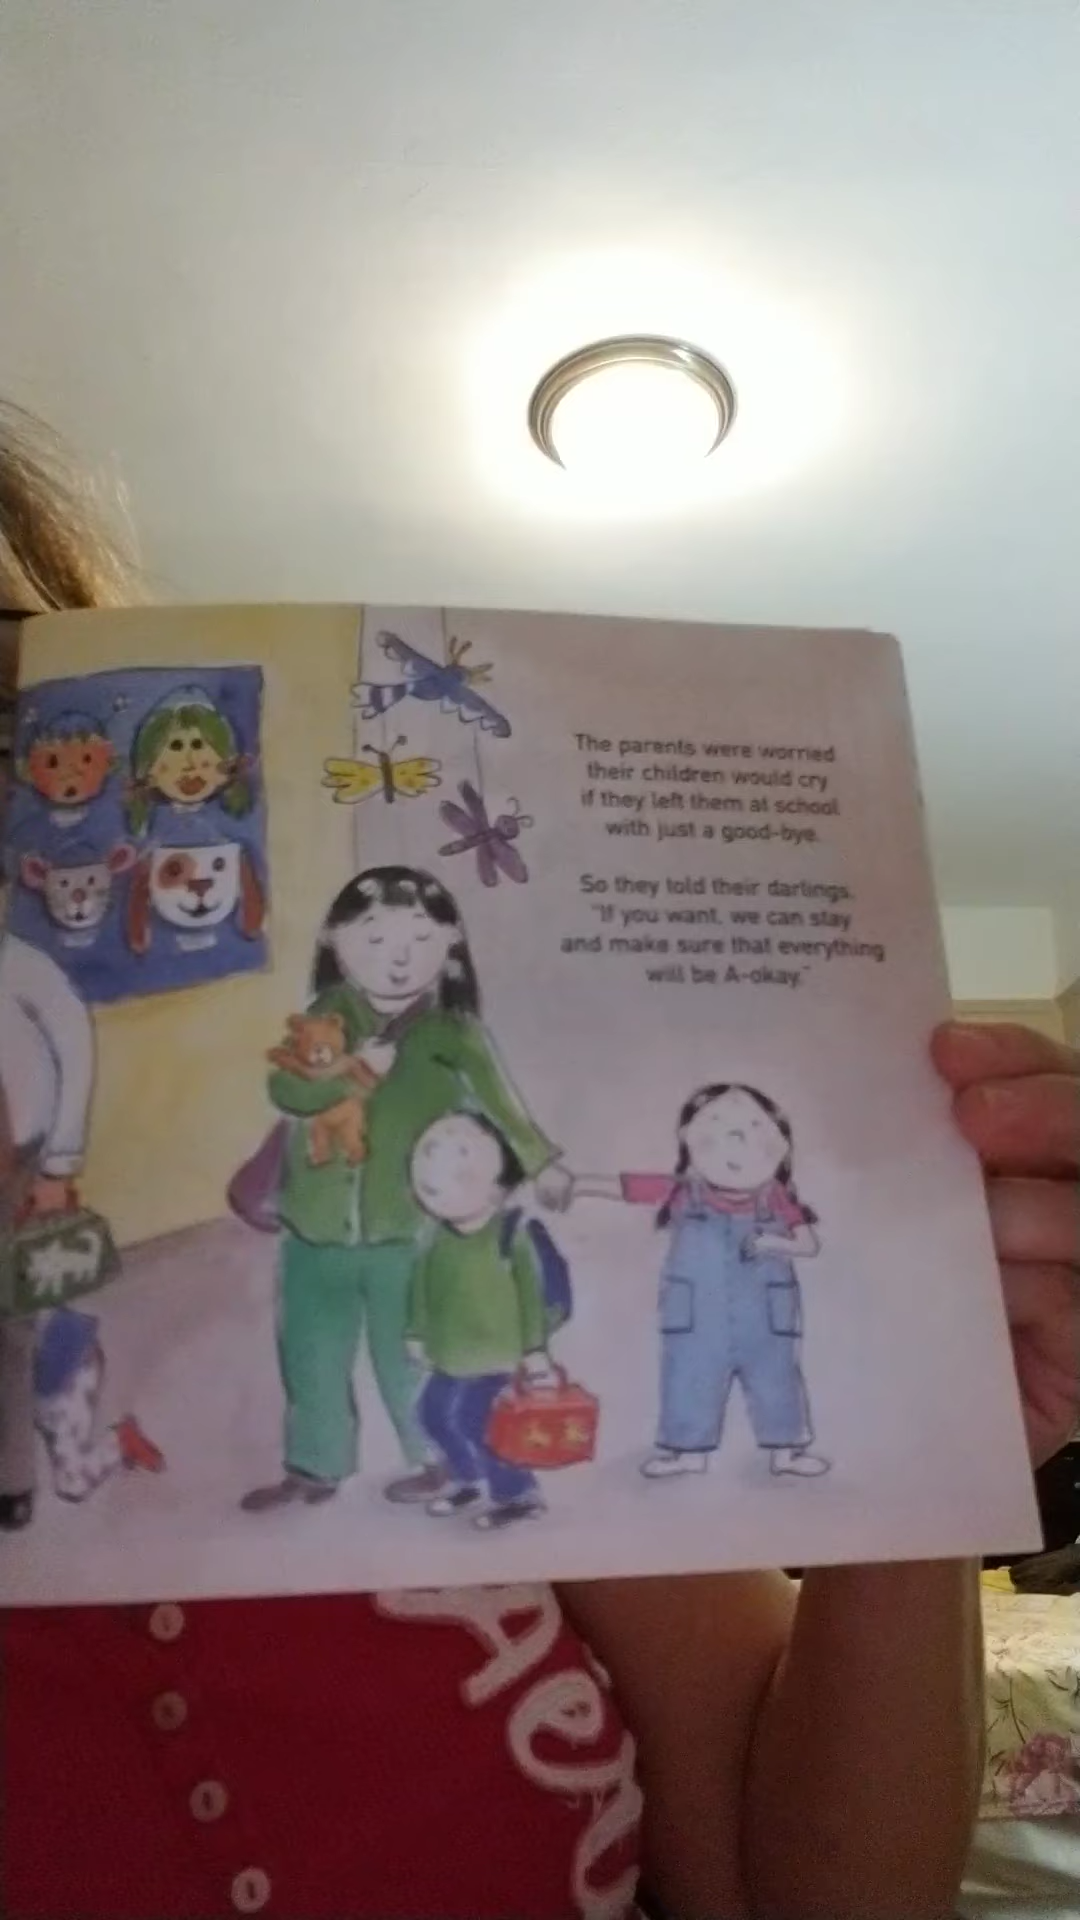 The parents were worried
their children would cry
if they left them at school
with just a good-bye.
So they told their darlings,
"If you want, we can stay
and make sure that everything
will be A-okay."